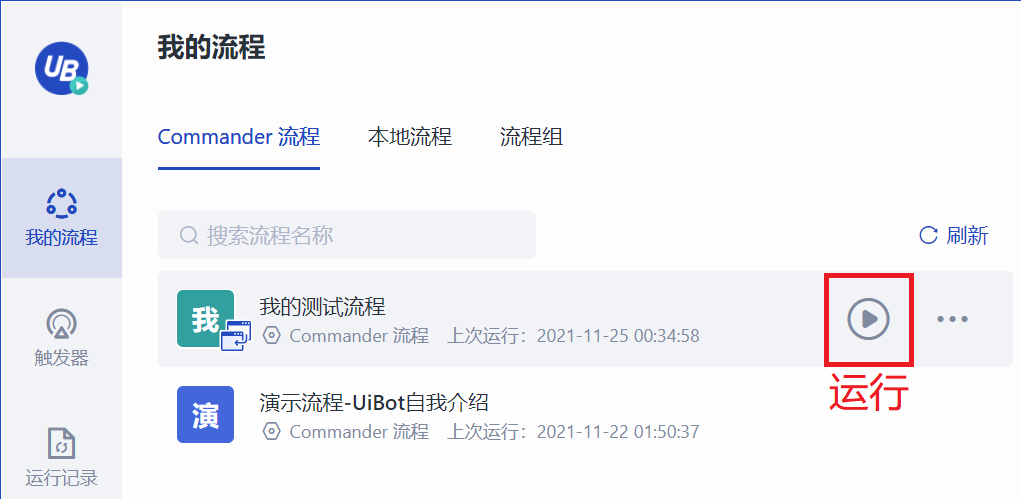 我的流程
UB
Commander 流程 本地流程 流程组
我的流程
搜索流程名称
刷新
我
我的测试流程
Commander 流程 上次运行：2021-11-25 00:34:58
触发器
运行
演
演示流程-UiBot自我介绍
Commander 流程 上次运行：2021-11-22 01:50:37
运行记录